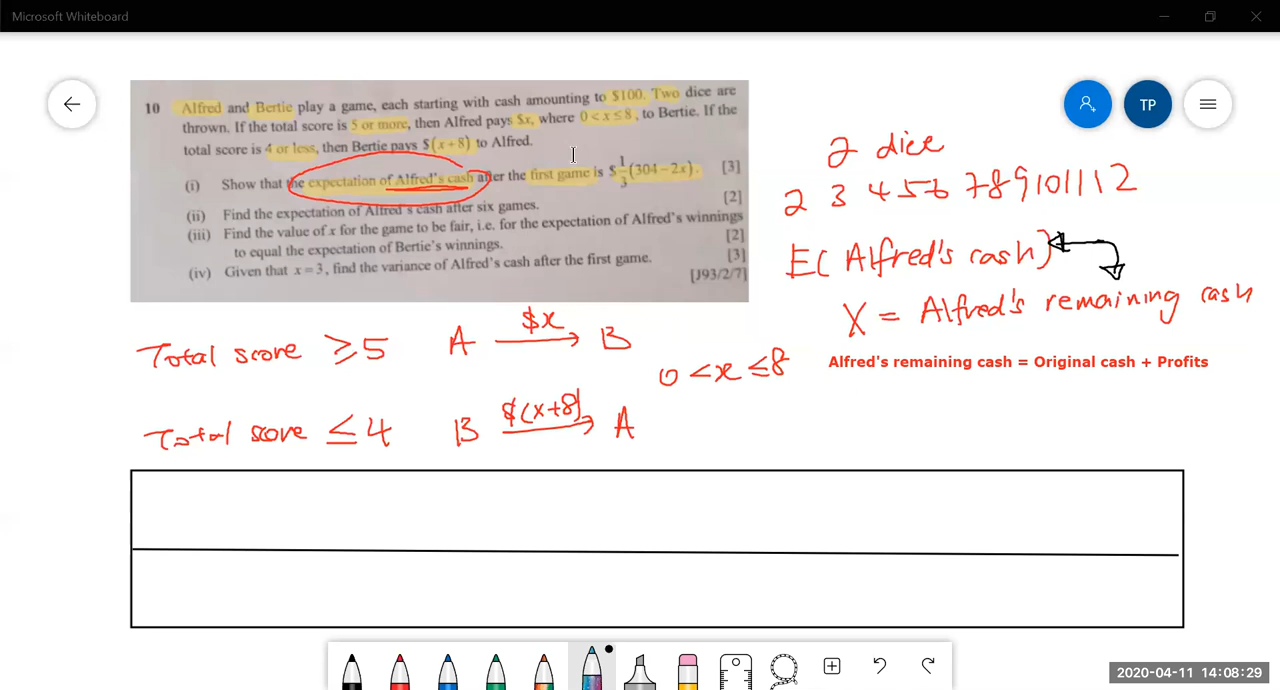 Microsoft Whiteboard
TP
10 Alfred and Bertie play a game, each starting with cash amounting to $100. Two dice are
thrown. If the total score is 5 or more, then Alfred pays $x, where 0 < x ≤ 8, to Bertie. If the
total score is 4 or less, then Bertie pays $(x + 8) to Alfred.
(i) Show that the expectation of Alfred's cash after the first game is $1/3(304 – 2x). [3]
(ii) Find the expectation of Alfred's cash after six games. [2]
(iii) Find the value of x for the game to be fair, i.e. for the expectation of Alfred's winnings
to equal the expectation of Bertie's winnings. [2]
(iv) Given that x = 3, find the variance of Alfred's cash after the first game. [3]
[J93/2/7]
2 dice
2 3 4 5 6 7 8 9 10 11 12
E( Alfred's cash)
X = Alfred's remaining cash
Alfred's remaining cash = Original cash + Profits
Total score ≥5 A $x B
0 < x ≤ 8
Total score ≤ 4 B $(x+8) A
2020-04-11 14:08:29